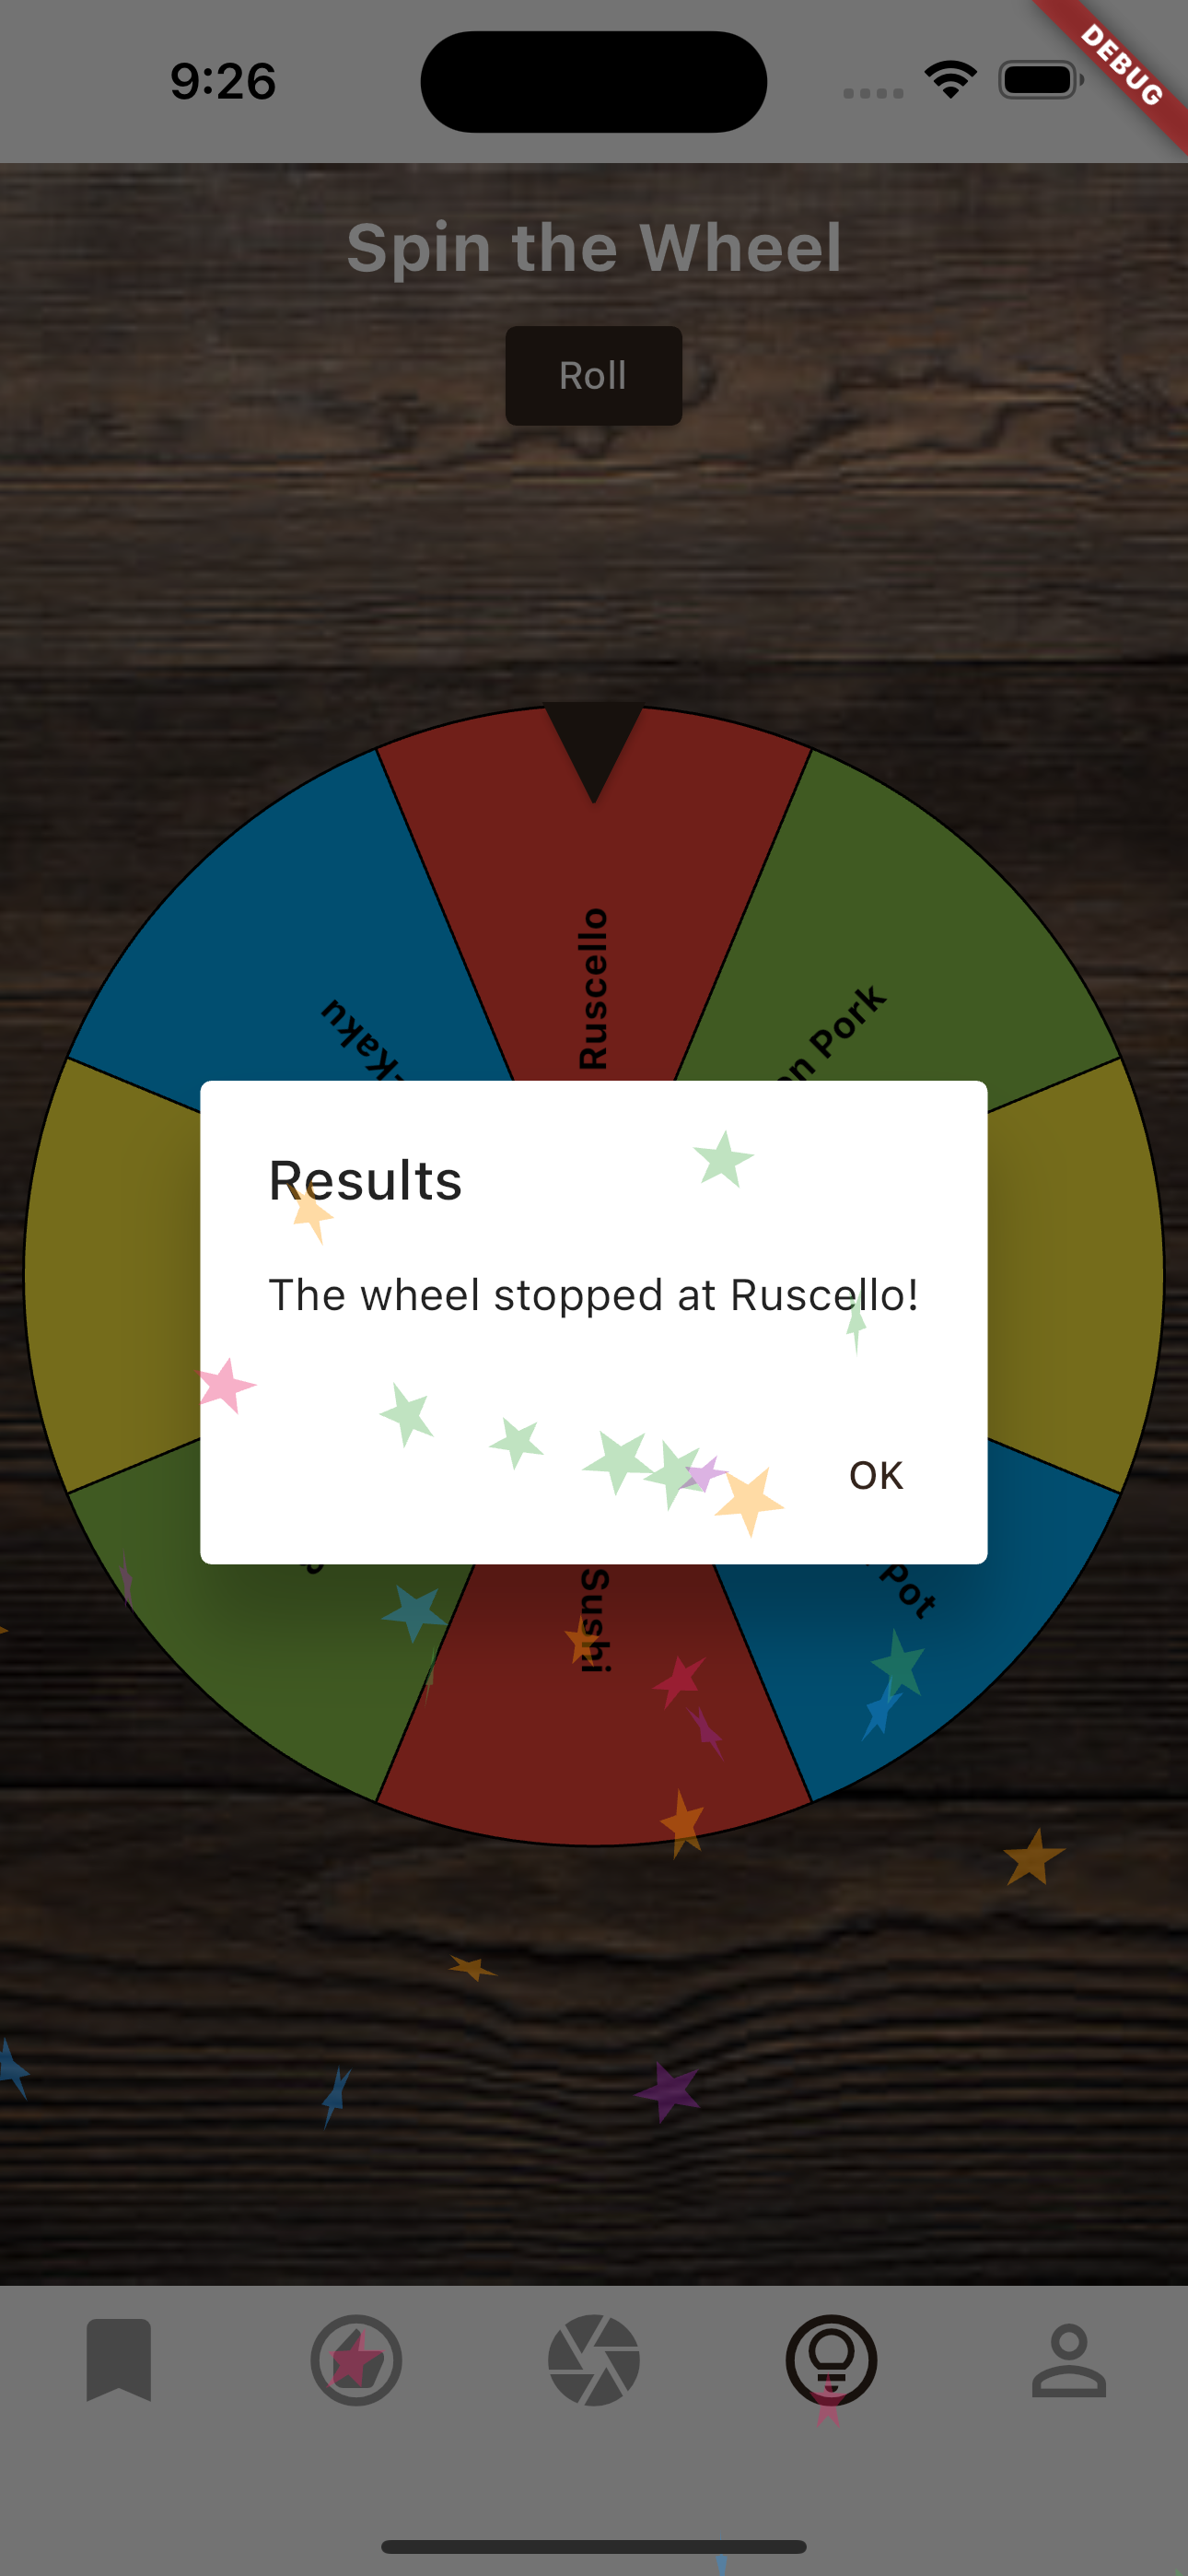 9:26
DEBUG
Spin the Wheel
Roll
Ruscello
Kaku
on Pork
Results
The wheel stopped at Ruscello!
OK
Sushi
Pot